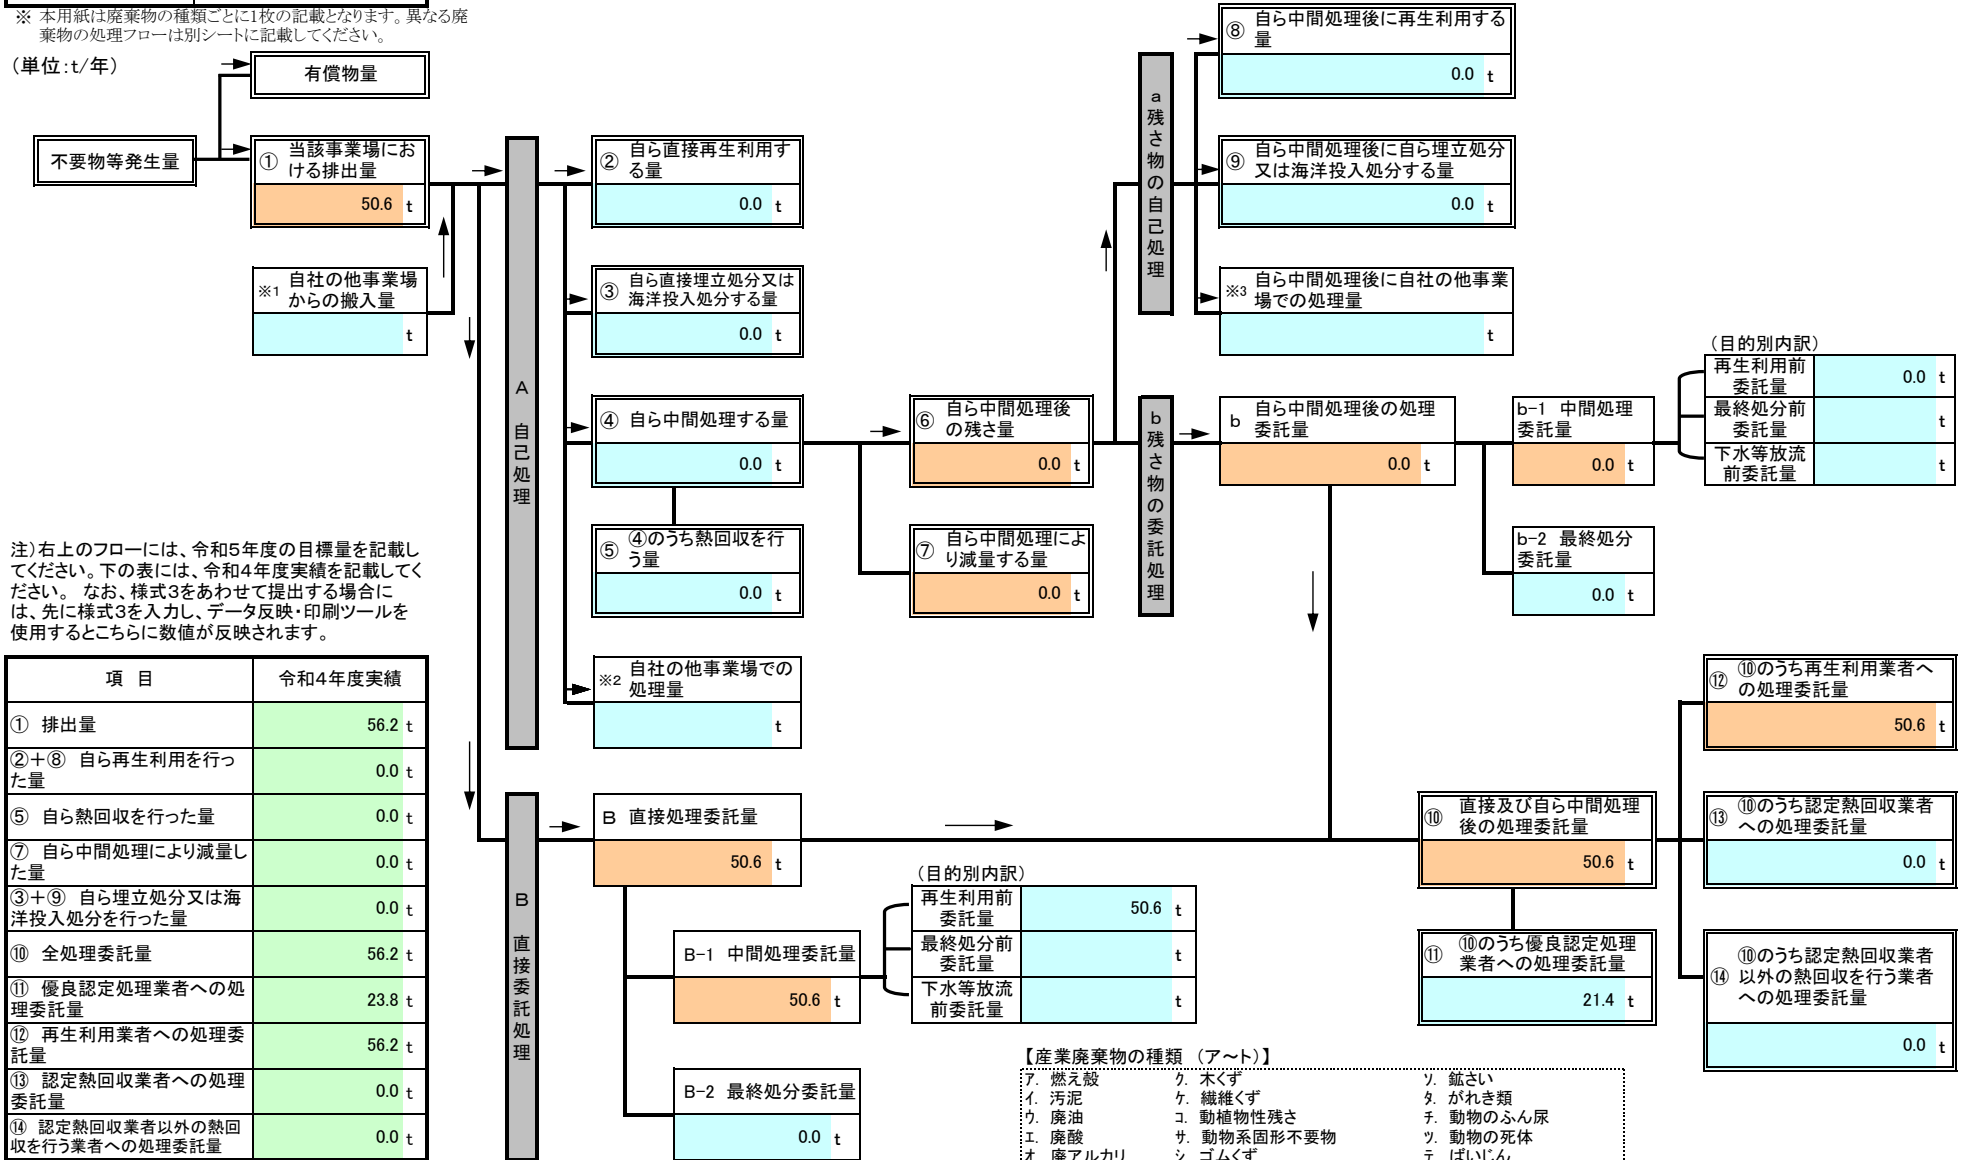 ※ 本用紙は廃棄物の種類ごとに1枚の記載となります。異なる廃
棄物の処理フローは別シートに記載してください。
(単位:t/年)
有償物量
不要物等発生量
① 当該事業場にお
ける排出量
50.6 t
※1 自社の他事業場
からの搬入量
t
A 自己処理
② 自ら直接再生利用す
る量
0.0 t
③ 自ら直接埋立処分又は
海洋投入処分する量
0.0 t
④ 自ら中間処理する量
0.0 t
⑤ ④のうち熱回収を行
う量
0.0 t
※2 自社の他事業場での
処理量
t
⑥ 自ら中間処理後
の残さ量
0.0 t
⑦ 自ら中間処理によ
り減量する量
0.0 t
a 残さ物の自己処理
⑧ 自ら中間処理後に再生利用する
量
0.0 t
⑨ 自ら中間処理後に自ら埋立処分
又は海洋投入処分する量
0.0 t
※3 自ら中間処理後に自社の他事業
場での処理量
t
b 残さ物の委託処理
b 自ら中間処理後の処理
委託量
0.0 t
b-1 中間処理
委託量
0.0 t
b-2 最終処分
委託量
0.0 t
(目的別内訳)
再生利用前
委託量
0.0 t
最終処分前
委託量
t
下水等放流
前委託量
t
注)右上のフローには、令和5年度の目標量を記載し
てください。下の表には、令和4年度実績を記載してく
ださい。 なお、様式3をあわせて提出する場合に
は、先に様式3を入力し、データ反映・印刷ツールを
使用するとこちらに数値が反映されます。
項 目 令和4年度実績
① 排出量 56.2 t
②+⑧ 自ら再生利用を行っ
た量 0.0 t
⑤ 自ら熱回収を行った量 0.0 t
⑦ 自ら中間処理により減量し
た量 0.0 t
③+⑨ 自ら埋立処分又は海
洋投入処分を行った量 0.0 t
⑩ 全処理委託量 56.2 t
⑪ 優良認定処理業者への処
理委託量 23.8 t
⑫ 再生利用業者への処理委
託量 56.2 t
⑬ 認定熱回収業者への処理
委託量 0.0 t
⑭ 認定熱回収業者以外の熱回
収を行う業者への処理委託量 0.0 t
B 直接委託処理
B 直接処理委託量
50.6 t
B-1 中間処理委託量
50.6 t
B-2 最終処分委託量
0.0 t
(目的別内訳)
再生利用前
委託量
50.6 t
最終処分前
委託量
t
下水等放流
前委託量
t
⑩ 直接及び自ら中間処理
後の処理委託量
50.6 t
⑪ ⑩のうち優良認定処理
業者への処理委託量
21.4 t
⑫ ⑩のうち再生利用業者へ
の処理委託量
50.6 t
⑬ ⑩のうち認定熱回収業者
への処理委託量
0.0 t
⑭ ⑩のうち認定熱回収業者
以外の熱回収を行う業者
への処理委託量
0.0 t
【産業廃棄物の種類 (ア~ト)】
ア. 燃え殻 ク. 木くず ソ. 鉱さい
イ. 汚泥 ケ. 繊維くず タ. がれき類
ウ. 廃油 コ. 動植物性残さ チ. 動物のふん尿
エ. 廃酸 サ. 動物系固形不要物 ツ. 動物の死体
オ. 廃アルカリ シ. ゴムくず テ. ばいじん